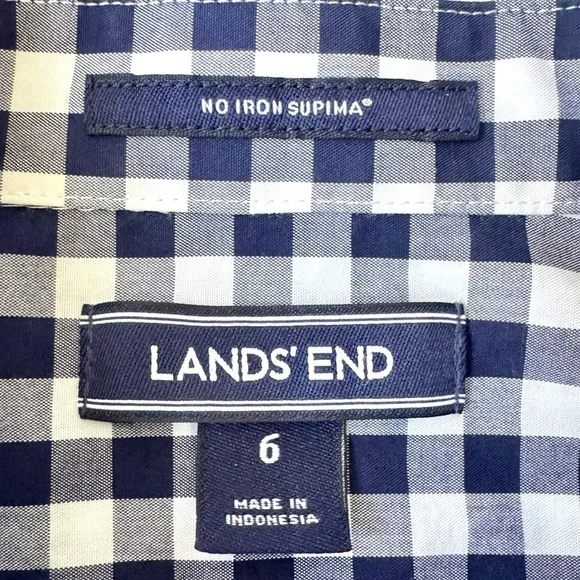 NO IRON SUPIMA®
LANDS' END
6
MADE IN
INDONESIA